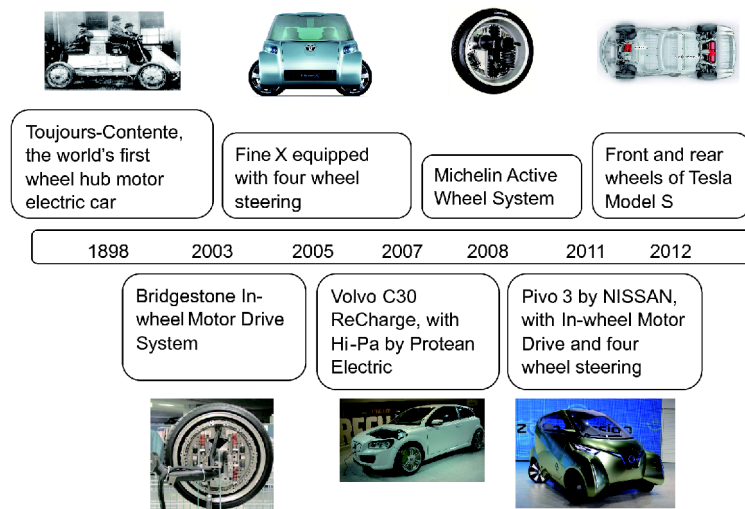 Toujours-Contente,
the world's first
wheel hub motor
electric car
Fine X equipped
with four wheel
steering
Michelin Active
Wheel System
Front and rear
wheels of Tesla
Model S
1898 2003 2005 2007 2008 2011 2012
Bridgestone In-
wheel Motor Drive
System
Volvo C30
ReCharge, with
Hi-Pa by Protean
Electric
Pivo 3 by NISSAN,
with In-wheel Motor
Drive and four
wheel steering